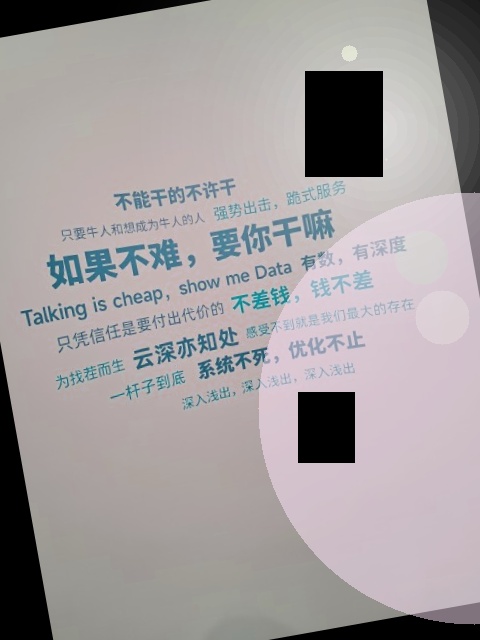 不能干的不许干
只要牛人和想成为牛人的人 强势出击，跪式服务
如果不难，要你干嘛
Talking is cheap，show me Data 有数，有深度
只凭信任是要付出代价的 不差钱，钱不差
为找茬而生 云深亦知处 感受不到就是我们最大的存在
一杆子到底 系统不死，优化不止
深入浅出，深入浅出，深入浅出